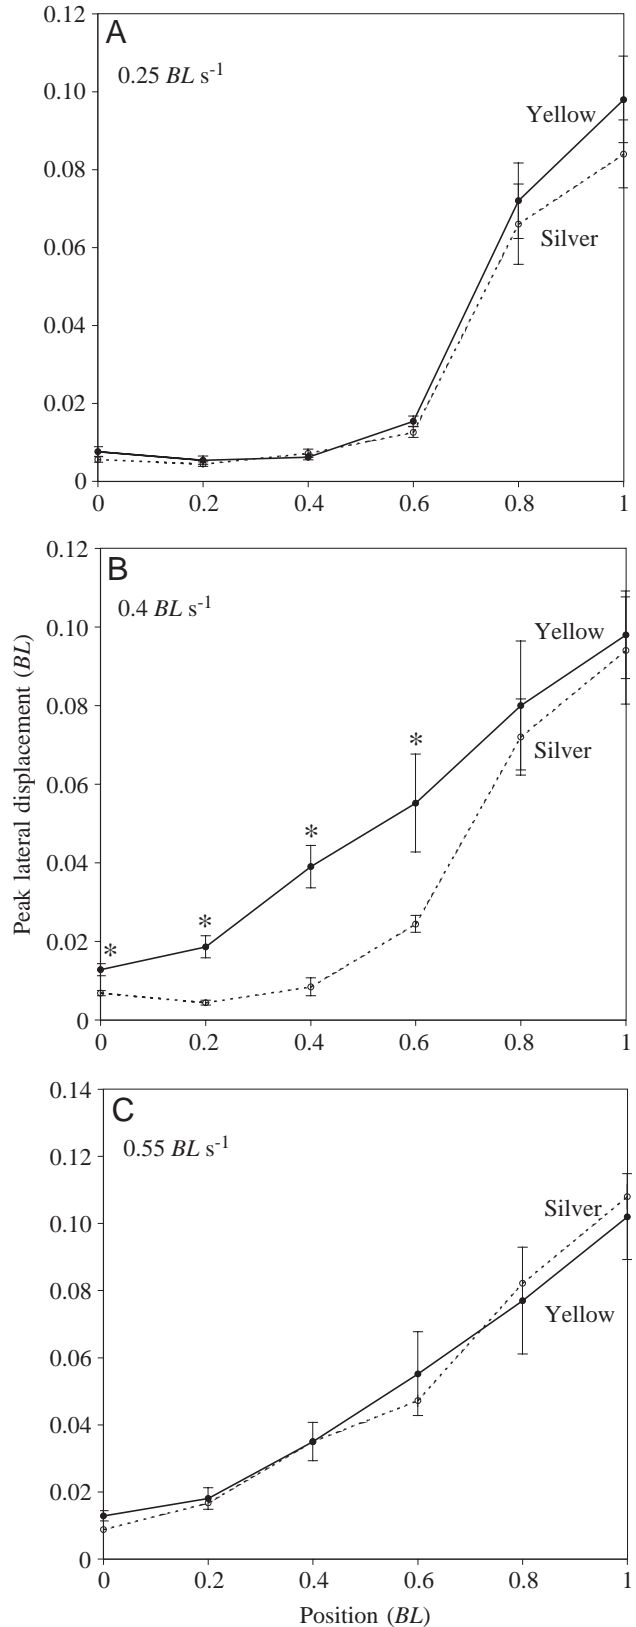 A
0.25 BL s-1
0.12
0.10
0.08
0.06
0.04
0.02
0
Yellow
Silver
0 0.2 0.4 0.6 0.8 1
B
0.4 BL s-1
0.12
0.10
0.08
0.06
0.04
0.02
0
Peak lateral displacement (BL)
Yellow
Silver
*
*
*
*
0 0.2 0.4 0.6 0.8 1
C
0.55 BL s-1
0.14
0.12
0.10
0.08
0.06
0.04
0.02
0
Silver
Yellow
0 0.2 0.4 0.6 0.8 1
Position (BL)